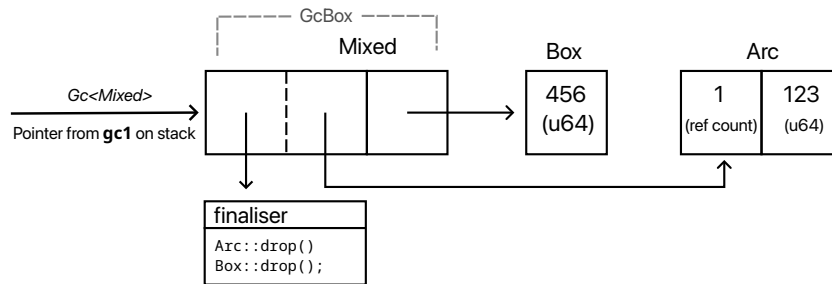 GcBox
Mixed
Box
Arc
Gc<Mixed>
Pointer from gc1 on stack
456
(u64)
1
(ref count)
123
(u64)
finaliser
Arc::drop()
Box::drop();